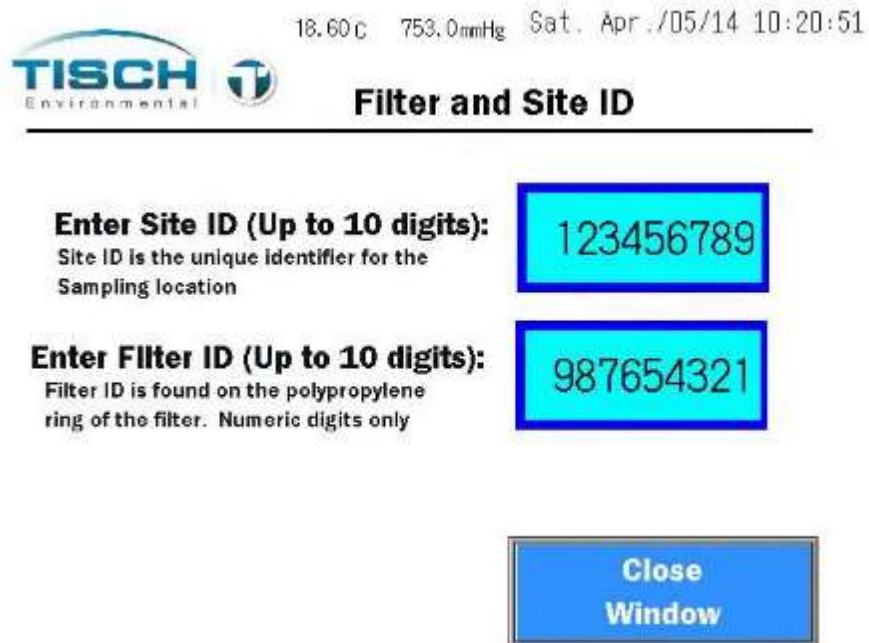 18.60 C 753.0mmHg Sat. Apr./05/14 10:20:51
TISCH
Environmental
Filter and Site ID
Enter Site ID (Up to 10 digits):
123456789
Site ID is the unique identifier for the
Sampling location
Enter Filter ID (Up to 10 digits):
987654321
Filter ID is found on the polypropylene
ring of the filter. Numeric digits only
Close
Window